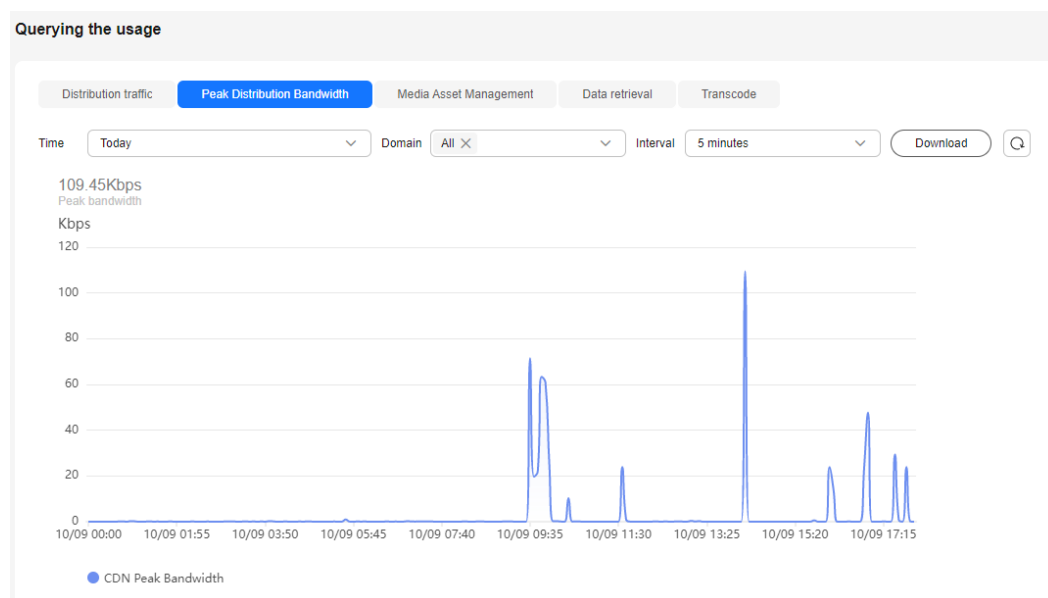 Querying the usage
Distribution traffic Peak Distribution Bandwidth Media Asset Management Data retrieval Transcode
Time Today Domain All Interval 5 minutes Download
109.45Kbps
Peak bandwidth
Kbps
120
100
80
60
40
20
0
10/09 00:00 10/09 01:55 10/09 03:50 10/09 05:45 10/09 07:40 10/09 09:35 10/09 11:30 10/09 13:25 10/09 15:20 10/09 17:15
CDN Peak Bandwidth